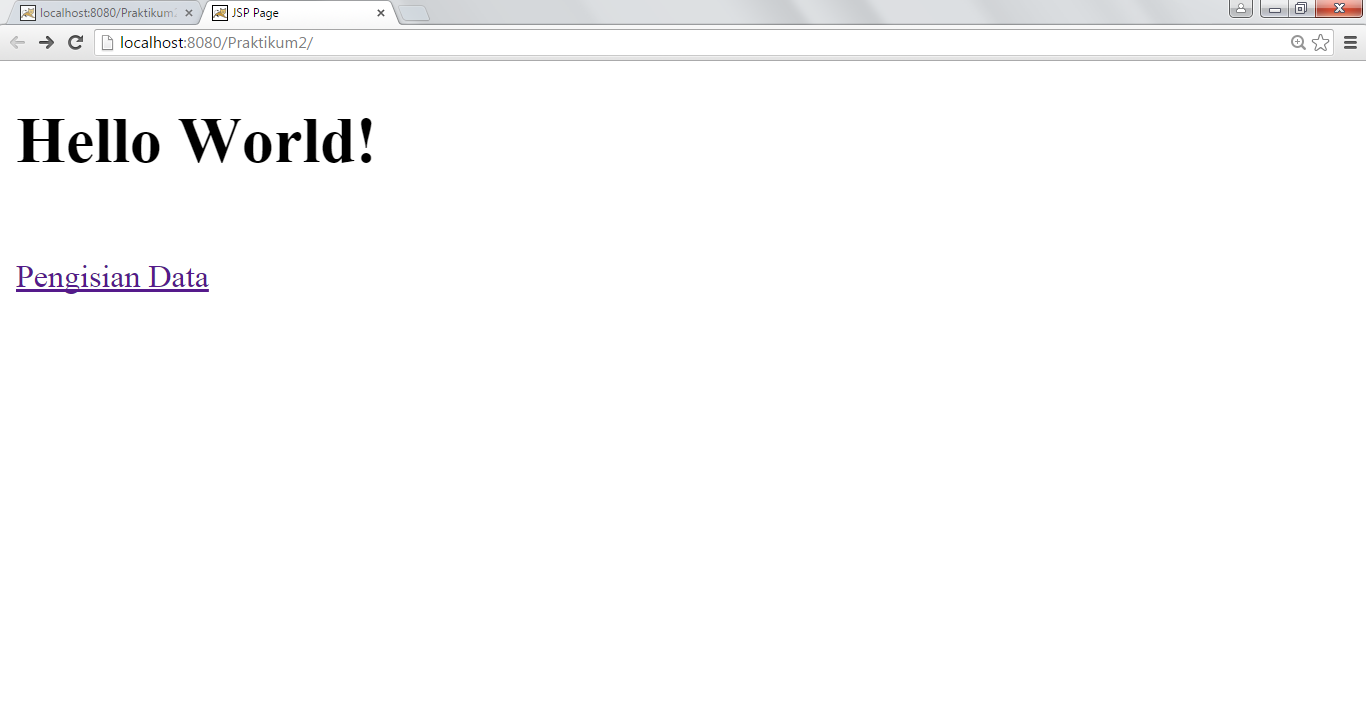 localhost:8080/Praktikum2
JSP Page
localhost:8080/Praktikum2/
Hello World!
Pengisian Data